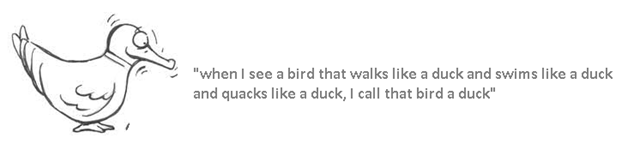 "when I see a bird that walks like a duck and swims like a duck
and quacks like a duck, I call that bird a duck"